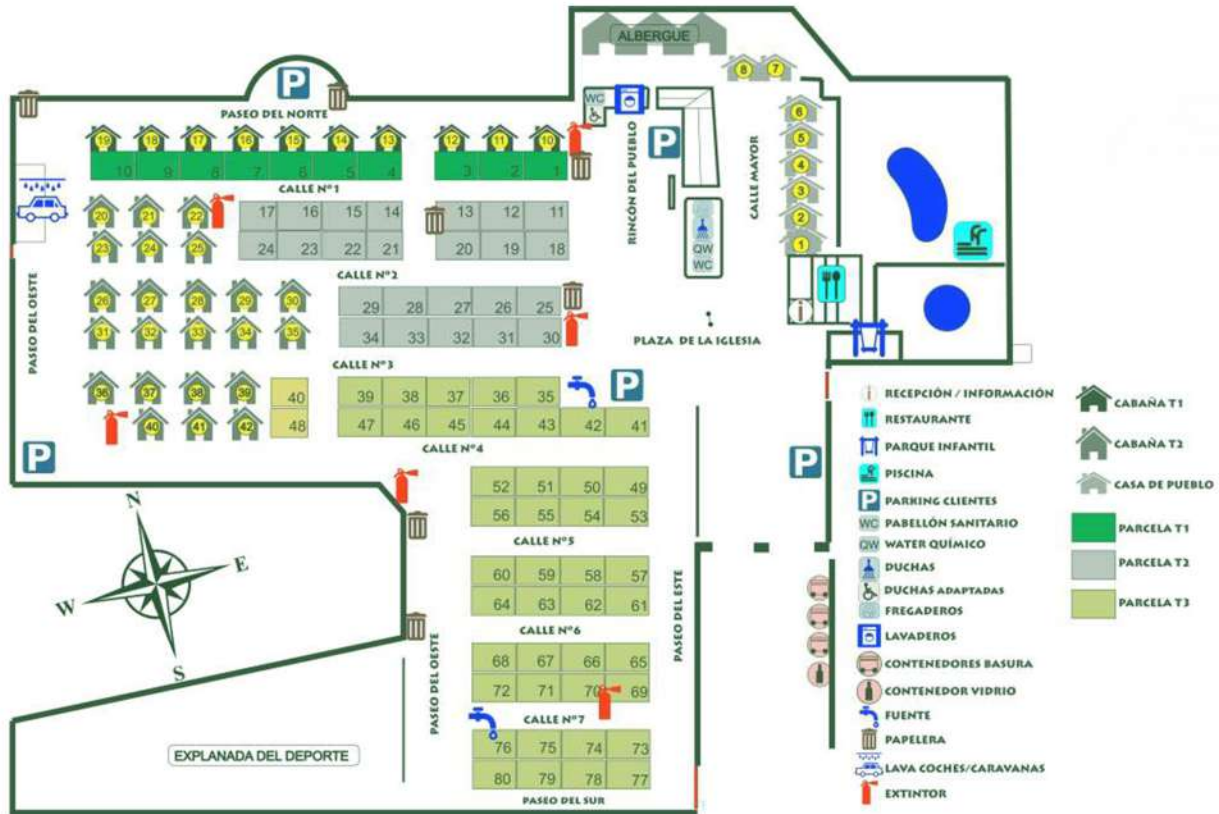 ALBERGUE
8 7
P
PASEO DEL NORTE
WC
6
5
4
3
2
1
CALLE MAYOR
RINCÓN DEL PUEBLO
P
19 18 17 16 15 14 13 12 11 10
10 9 8 7 6 5 4 3 2 1
CALLE Nº1
20 21 22
17 16 15 14 13 12 11
23 24 25
24 23 22 21 20 19 18
QW
WC
CALLE Nº2
PASEO DEL OESTE
26 27 28 29 30
29 28 27 26 25
31 32 33 34 35
34 33 32 31 30
i
PLAZA DE LA IGLESIA
CALLE Nº3
36 37 38 39
40
39 38 37 36 35
P
40 41 42
48
47 46 45 44 43 42 41
CALLE Nº4
P
P
52 51 50 49
56 55 54 53
CALLE Nº5
60 59 58 57
64 63 62 61
CALLE Nº6
68 67 66 65
72 71 70 69
CALLE Nº7
76 75 74 73
80 79 78 77
PASEO DEL SUR
PASEO DEL OESTE
PASEO DEL ESTE
N
E
W
S
EXPLANADA DEL DEPORTE
i RECEPCIÓN / INFORMACIÓN
RESTAURANTE
PARQUE INFANTIL
PISCINA
P PARKING CLIENTES
WC PABELLÓN SANITARIO
QW WATER QUÍMICO
DUCHAS
DUCHAS ADAPTADAS
FREGADEROS
LAVADEROS
CONTENEDORES BASURA
CONTENEDOR VIDRIO
FUENTE
PAPELERA
LAVA COCHES/CARAVANAS
EXTINTOR
CABAÑA T1
CABAÑA T2
CASA DE PUEBLO
PARCELA T1
PARCELA T2
PARCELA T3